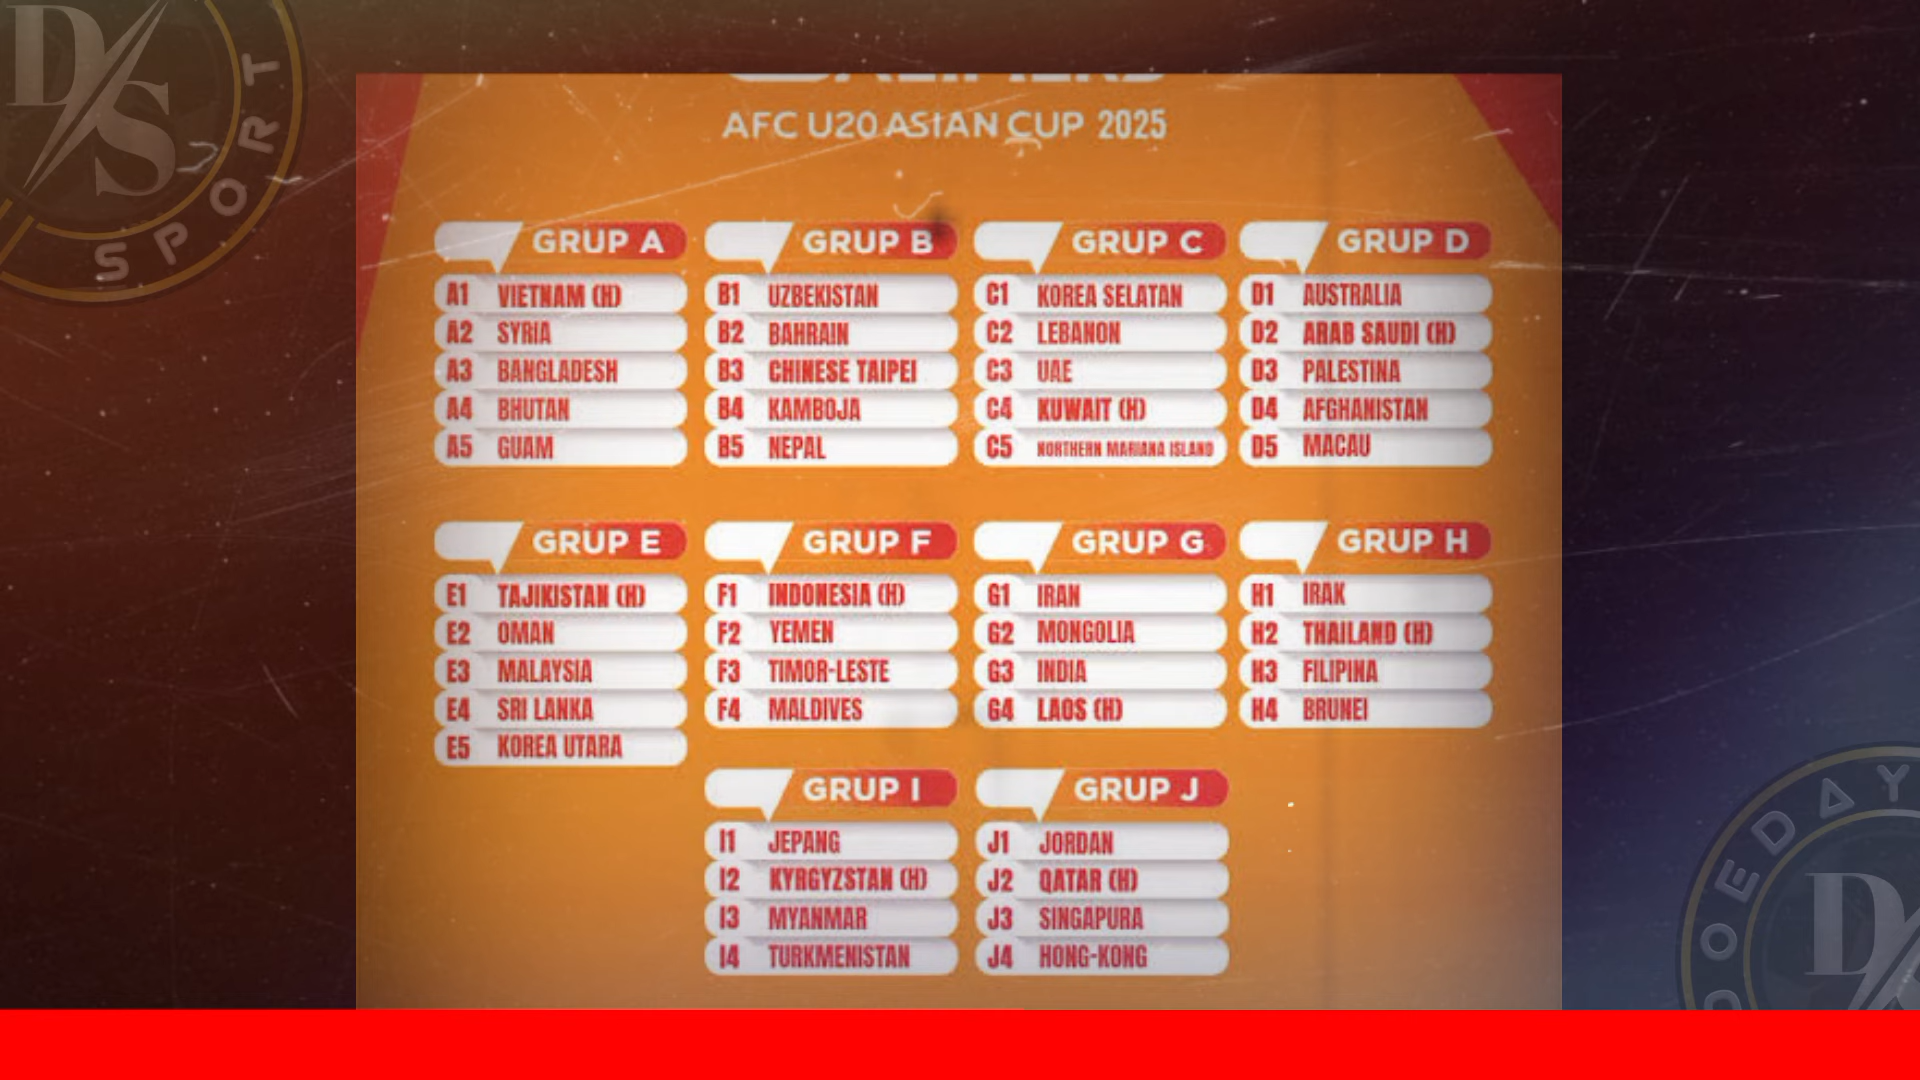 D/S SPORT
AFC U20 ASIAN CUP 2025
GRUP A
A1 VIETNAM (H)
A2 SYRIA
A3 BANGLADESH
A4 BHUTAN
A5 GUAM
GRUP B
B1 UZBEKISTAN
B2 BAHRAIN
B3 CHINESE TAIPEI
B4 KAMBOJA
B5 NEPAL
GRUP C
C1 KOREA SELATAN
C2 LEBANON
C3 UAE
C4 KUWAIT (H)
C5 NORTHERN MARIANA ISLAND
GRUP D
D1 AUSTRALIA
D2 ARAB SAUDI (H)
D3 PALESTINA
D4 AFGHANISTAN
D5 MACAU
GRUP E
E1 TAJIKISTAN (H)
E2 OMAN
E3 MALAYSIA
E4 SRI LANKA
E5 KOREA UTARA
GRUP F
F1 INDONESIA (H)
F2 YEMEN
F3 TIMOR-LESTE
F4 MALDIVES
GRUP G
G1 IRAN
G2 MONGOLIA
G3 INDIA
G4 LAOS (H)
GRUP H
H1 IRAK
H2 THAILAND (H)
H3 FILIPINA
H4 BRUNEI
GRUP I
I1 JEPANG
I2 KYRGYZSTAN (H)
I3 MYANMAR
I4 TURKMENISTAN
GRUP J
J1 JORDAN
J2 QATAR (H)
J3 SINGAPURA
J4 HONG-KONG
DOEDAY
D/